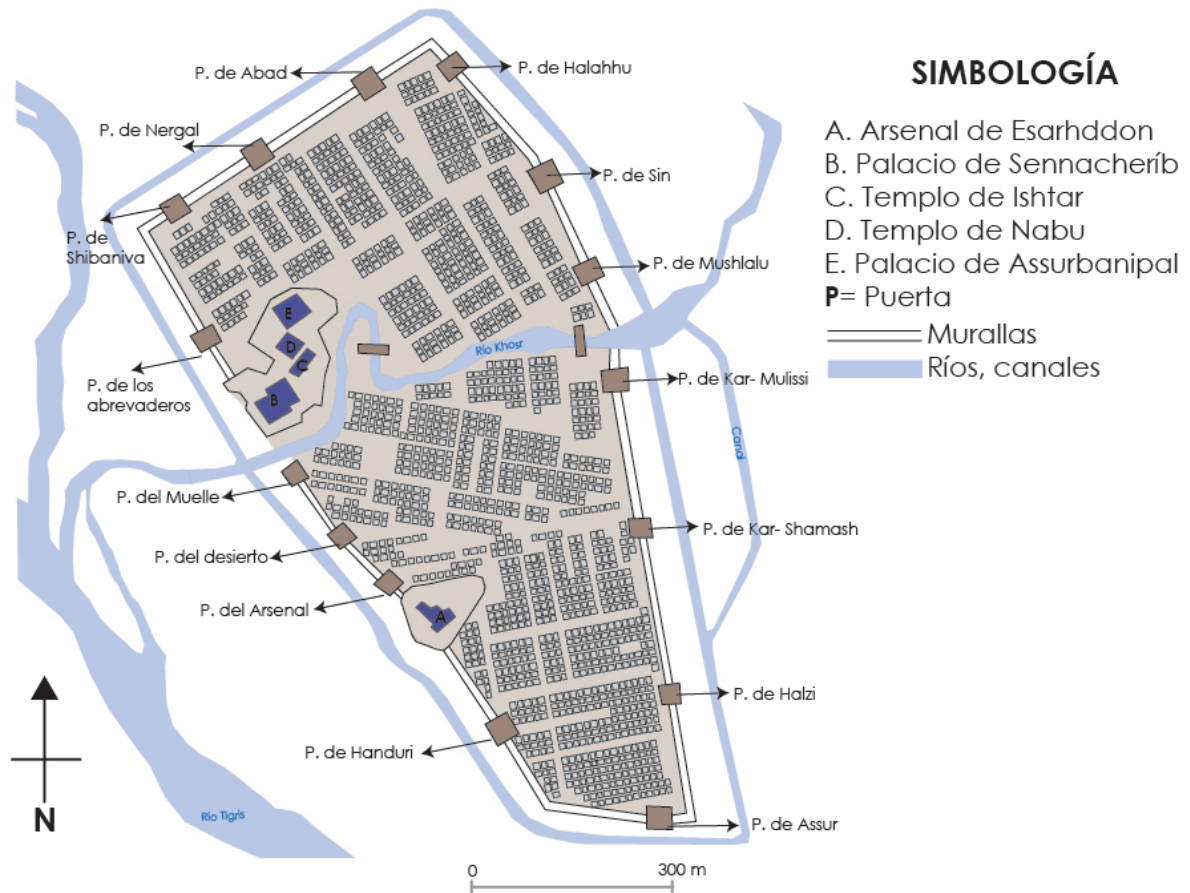 P. de Abad
P. de Halahhu
P. de Nergal
P. de Sin
P. de
Shibaniva
P. de Mushlalu
E
D
C
Río Khosr
P. de los
abrevaderos
B
P. de Kar- Mulissi
Canal
P. del Muelle
P. de Kar- Shamash
P. del desierto
P. del Arsenal
A
P. de Halzi
P. de Handuri
N
Río Tigris
P. de Assur
0 300 m
SIMBOLOGÍA
A. Arsenal de Esarhddon
B. Palacio de Sennacheríb
C. Templo de Ishtar
D. Templo de Nabu
E. Palacio de Assurbanipal
P= Puerta
Murallas
Ríos, canales